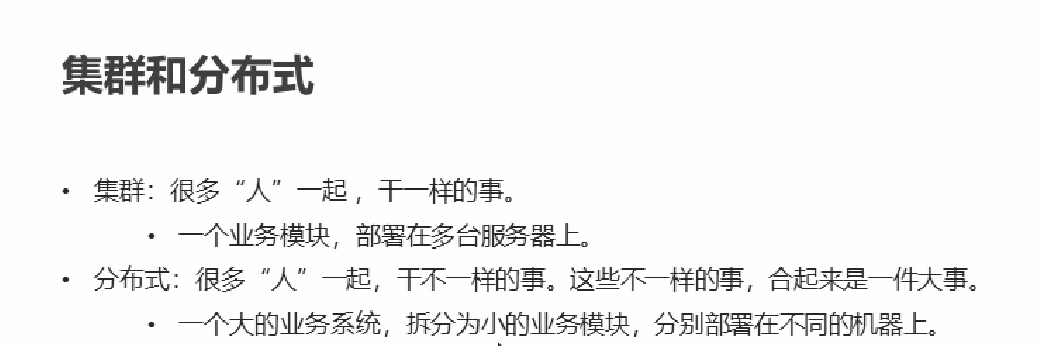 集群和分布式
• 集群：很多“人”一起 ，干一样的事。
• 一个业务模块，部署在多台服务器上。
• 分布式：很多“人”一起，干不一样的事。这些不一样的事，合起来是一件大事。
• 一个大的业务系统，拆分为小的业务模块，分别部署在不同的机器上。